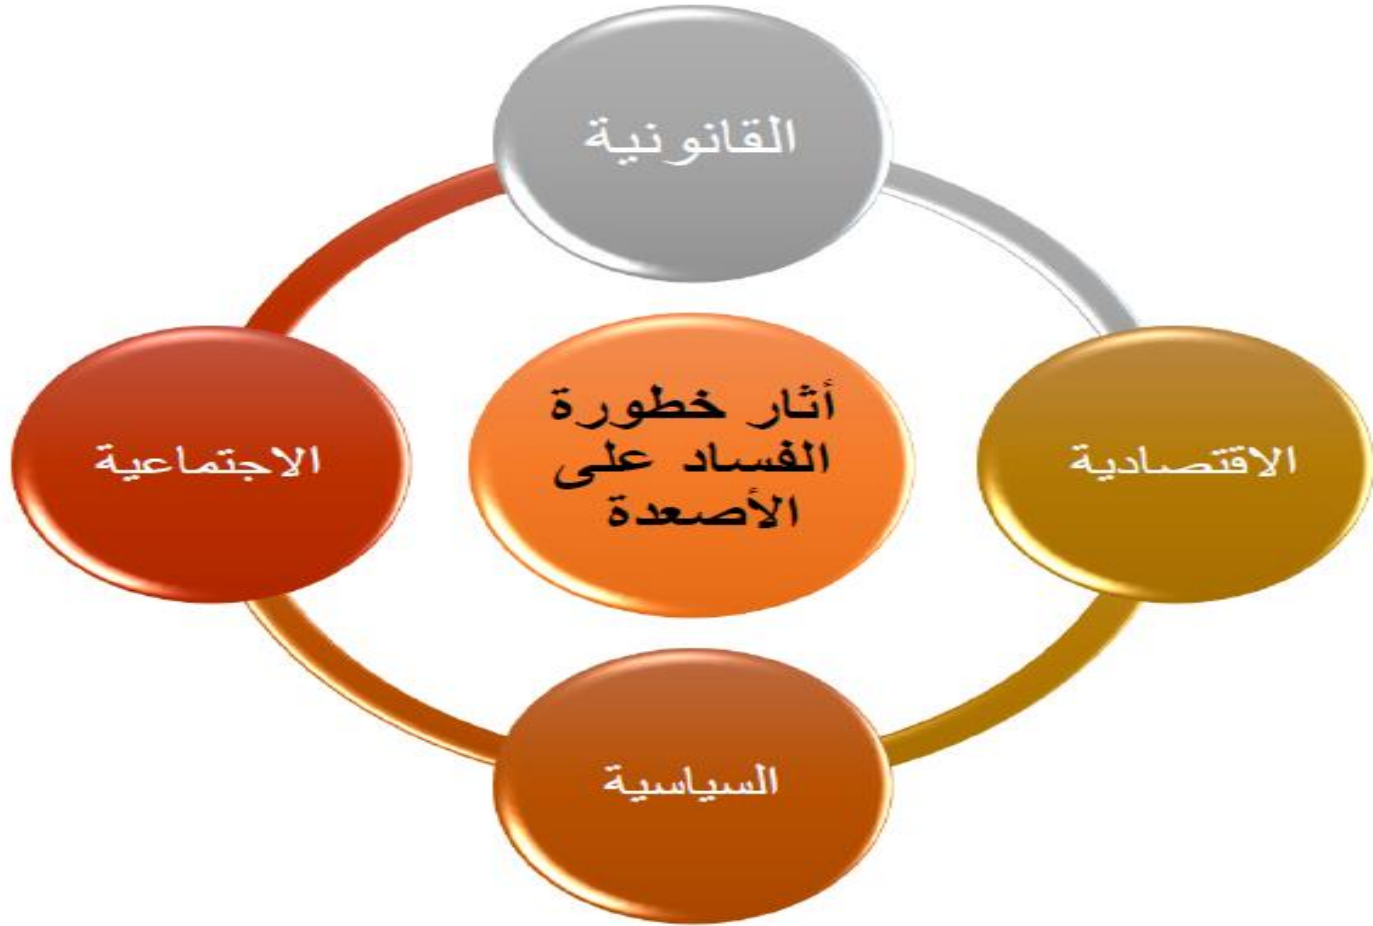 القانونية
أثار خطورة
الفساد على
الأصعدة
الاقتصادية
الاجتماعية
السياسية